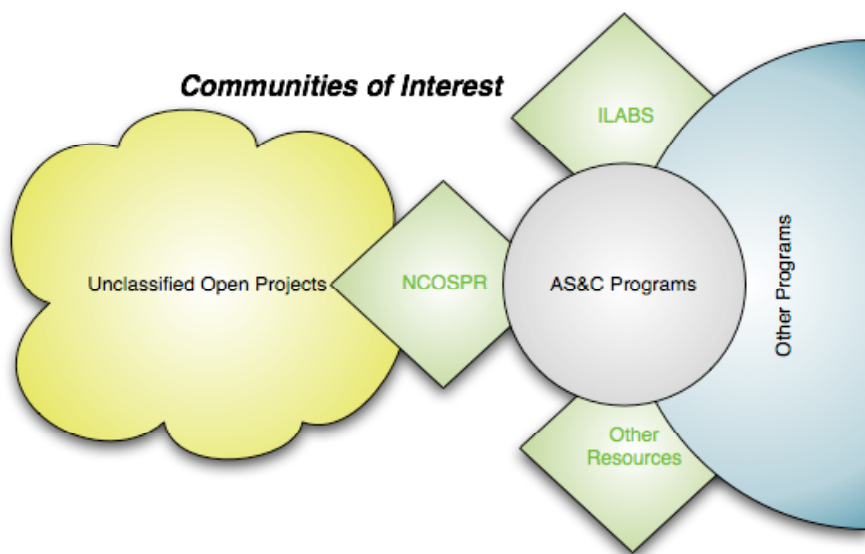 Communities of Interest
ILABS
Unclassified Open Projects
NCOSPR
AS&C Programs
Other Programs
Other
Resources